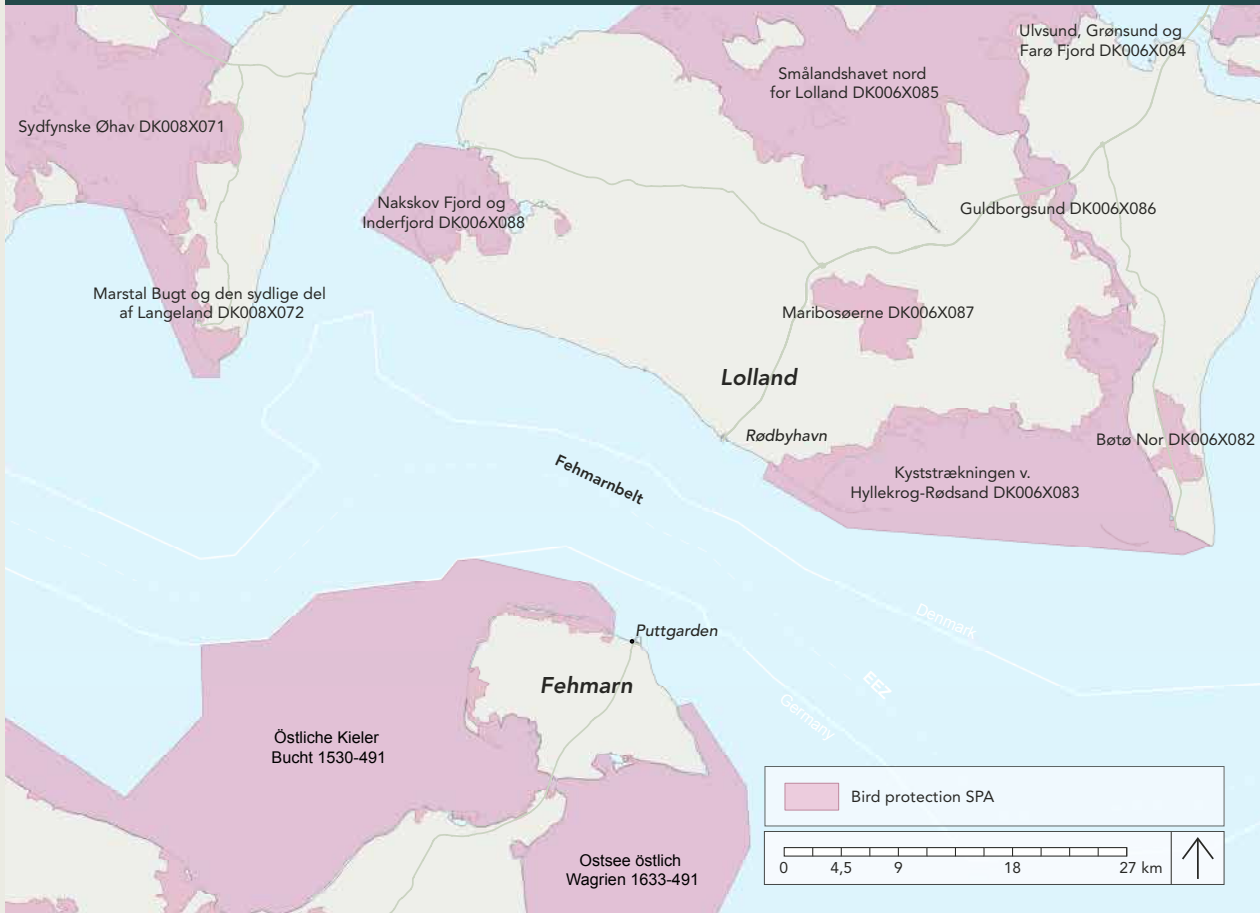 Ulvsund, Grønsund og
Farø Fjord DK006X084
Smålandshavet nord
for Lolland DK006X085
Sydfynske Øhav DK008X071
Nakskov Fjord og
Inderfjord DK006X088
Guldborgsund DK006X086
Marstal Bugt og den sydlige del
af Langeland DK008X072
Maribosøerne DK006X087
Lolland
Rødbyhavn
Bøtø Nor DK006X082
Fehmarnbelt
Kyststrækningen v.
Hyllekrog-Rødsand DK006X083
Denmark
Puttgarden
Fehmarn
EEZ
Germany
Östliche Kieler
Bucht 1530-491
Bird protection SPA
Ostsee östlich
Wagrien 1633-491
0 4,5 9 18 27 km